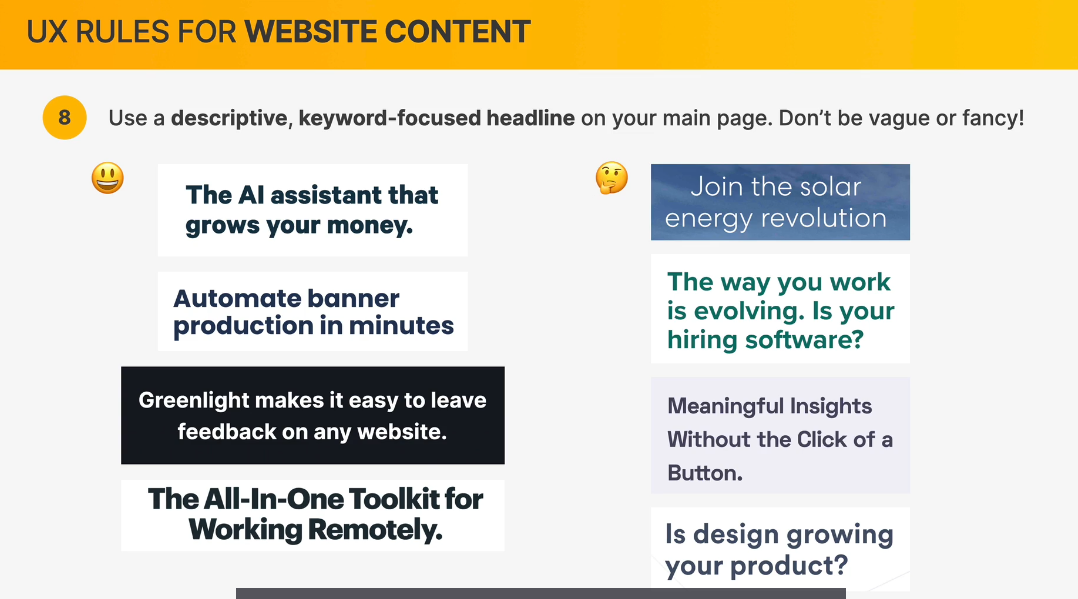 UX RULES FOR WEBSITE CONTENT
8
Use a descriptive, keyword-focused headline on your main page. Don't be vague or fancy!
The AI assistant that
grows your money.
Automate banner
production in minutes
Greenlight makes it easy to leave
feedback on any website.
The All-In-One Toolkit for
Working Remotely.
Join the solar
energy revolution
The way you work
is evolving. Is your
hiring software?
Meaningful Insights
Without the Click of a
Button.
Is design growing
your product?